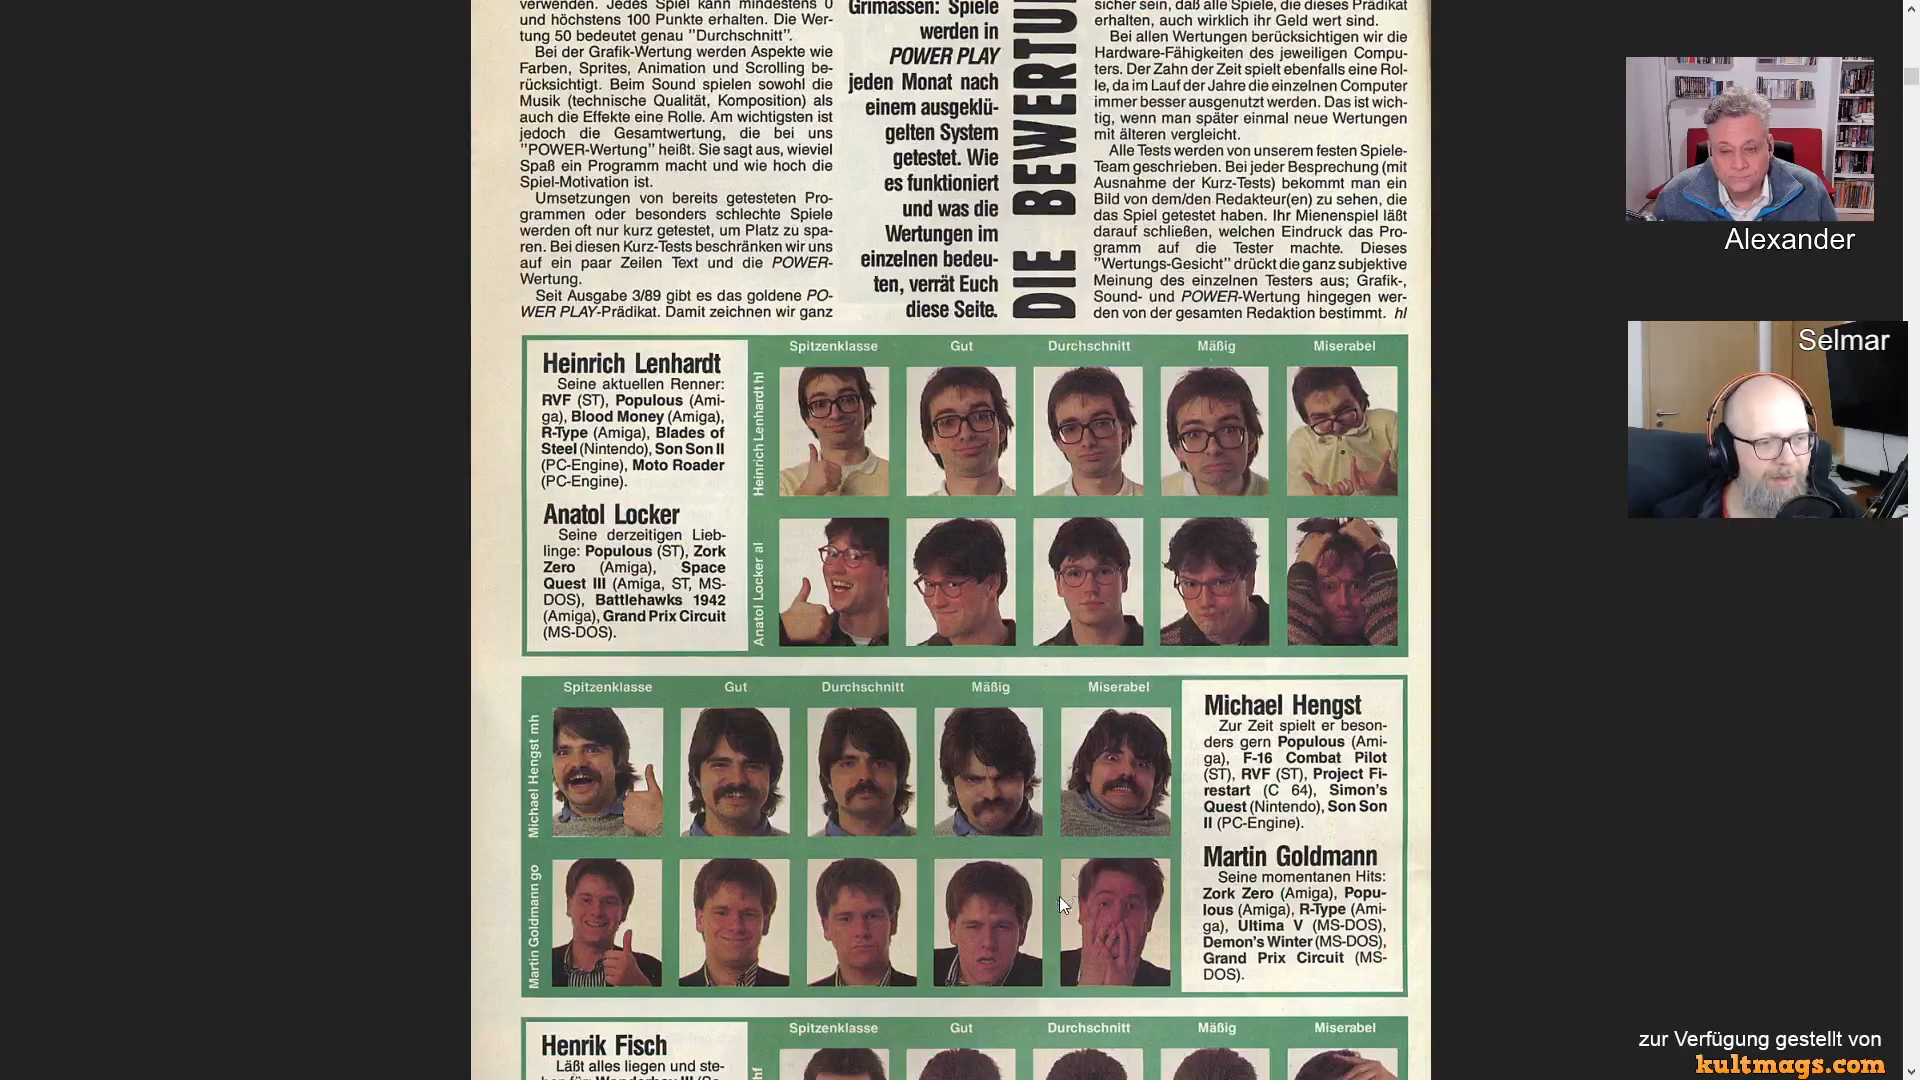 verwenden. Jedes Spiel kann mindestens 0
und höchstens 100 Punkte erhalten. Die Wer-
tung 50 bedeutet genau "Durchschnitt".
Bei der Grafik-Wertung werden Aspekte wie
Farben, Sprites, Animation und Scrolling be-
rücksichtigt. Beim Sound spielen sowohl die
Musik (technische Qualität, Komposition) als
auch die Effekte eine Rolle. Am wichtigsten ist
jedoch die Gesamtwertung, die bei uns
"POWER-Wertung" heißt. Sie sagt aus, wieviel
Spaß ein Programm macht und wie hoch die
Spiel-Motivation ist.
Umsetzungen von bereits getesteten Pro-
grammen oder besonders schlechte Spiele
werden oft nur kurz getestet, um Platz zu spa-
ren. Bei diesen Kurz-Tests beschränken wir uns
auf ein paar Zeilen Text und die POWER-
Wertung.
Seit Ausgabe 3/89 gibt es das goldene PO-
WER PLAY-Prädikat. Damit zeichnen wir ganz
Grimassen: Spiele
werden in
POWER PLAY
jeden Monat nach
einem ausgeklü-
gelten System
getestet. Wie
es funktioniert
und was die
Wertungen im
einzelnen bedeu-
ten, verrät Euch
diese Seite.
DIE BEWERTU
sicher sein, daß alle Spiele, die dieses Prädikat
erhalten, auch wirklich ihr Geld wert sind.
Bei allen Wertungen berücksichtigen wir die
Hardware-Fähigkeiten des jeweiligen Compu-
ters. Der Zahn der Zeit spielt ebenfalls eine Rol-
le, da im Lauf der Jahre die einzelnen Computer
immer besser ausgenutzt werden. Das ist wich-
tig, wenn man später einmal neue Wertungen
mit älteren vergleicht.
Alle Tests werden von unserem festen Spiele-
Team geschrieben. Bei jeder Besprechung (mit
Ausnahme der Kurz-Tests) bekommt man ein
Bild von dem/den Redakteur(en) zu sehen, die
das Spiel getestet haben. Ihr Mienenspiel läßt
darauf schließen, welchen Eindruck das Pro-
gramm auf die Tester machte. Dieses
"Wertungs-Gesicht" drückt die ganz subjektive
Meinung des einzelnen Testers aus; Grafik-,
Sound- und POWER-Wertung hingegen wer-
den von der gesamten Redaktion bestimmt. hl
Heinrich Lenhardt
Seine aktuellen Renner:
RVF (ST), Populous (Ami-
ga), Blood Money (Amiga),
R-Type (Amiga), Blades of
Steel (Nintendo), Son Son II
(PC-Engine), Moto Roader
(PC-Engine).
Anatol Locker
Seine derzeitigen Lieb-
linge: Populous (ST), Zork
Zero (Amiga), Space
Quest III (Amiga, ST, MS-
DOS), Battlehawks 1942
(Amiga), Grand Prix Circuit
(MS-DOS).
Spitzenklasse Gut Durchschnitt Mäßig Miserabel
Heinrich Lenhardt hl
Anatol Locker al
Spitzenklasse Gut Durchschnitt Mäßig Miserabel
Michael Hengst mh
Martin Goldmann go
Michael Hengst
Zur Zeit spielt er beson-
ders gern Populous (Ami-
ga), F-16 Combat Pilot
(ST), RVF (ST), Project Fi-
restart (C 64), Simon's
Quest (Nintendo), Son Son
II (PC-Engine).
Martin Goldmann
Seine momentanen Hits:
Zork Zero (Amiga), Popu-
lous (Amiga), R-Type (Ami-
ga), Ultima V (MS-DOS),
Demon's Winter (MS-DOS),
Grand Prix Circuit (MS-
DOS).
Henrik Fisch
Läßt alles liegen und ste-
Spitzenklasse Gut Durchschnitt Mäßig Miserabel
hf
Alexander
Selmar
zur Verfügung gestellt von
kultmags.com